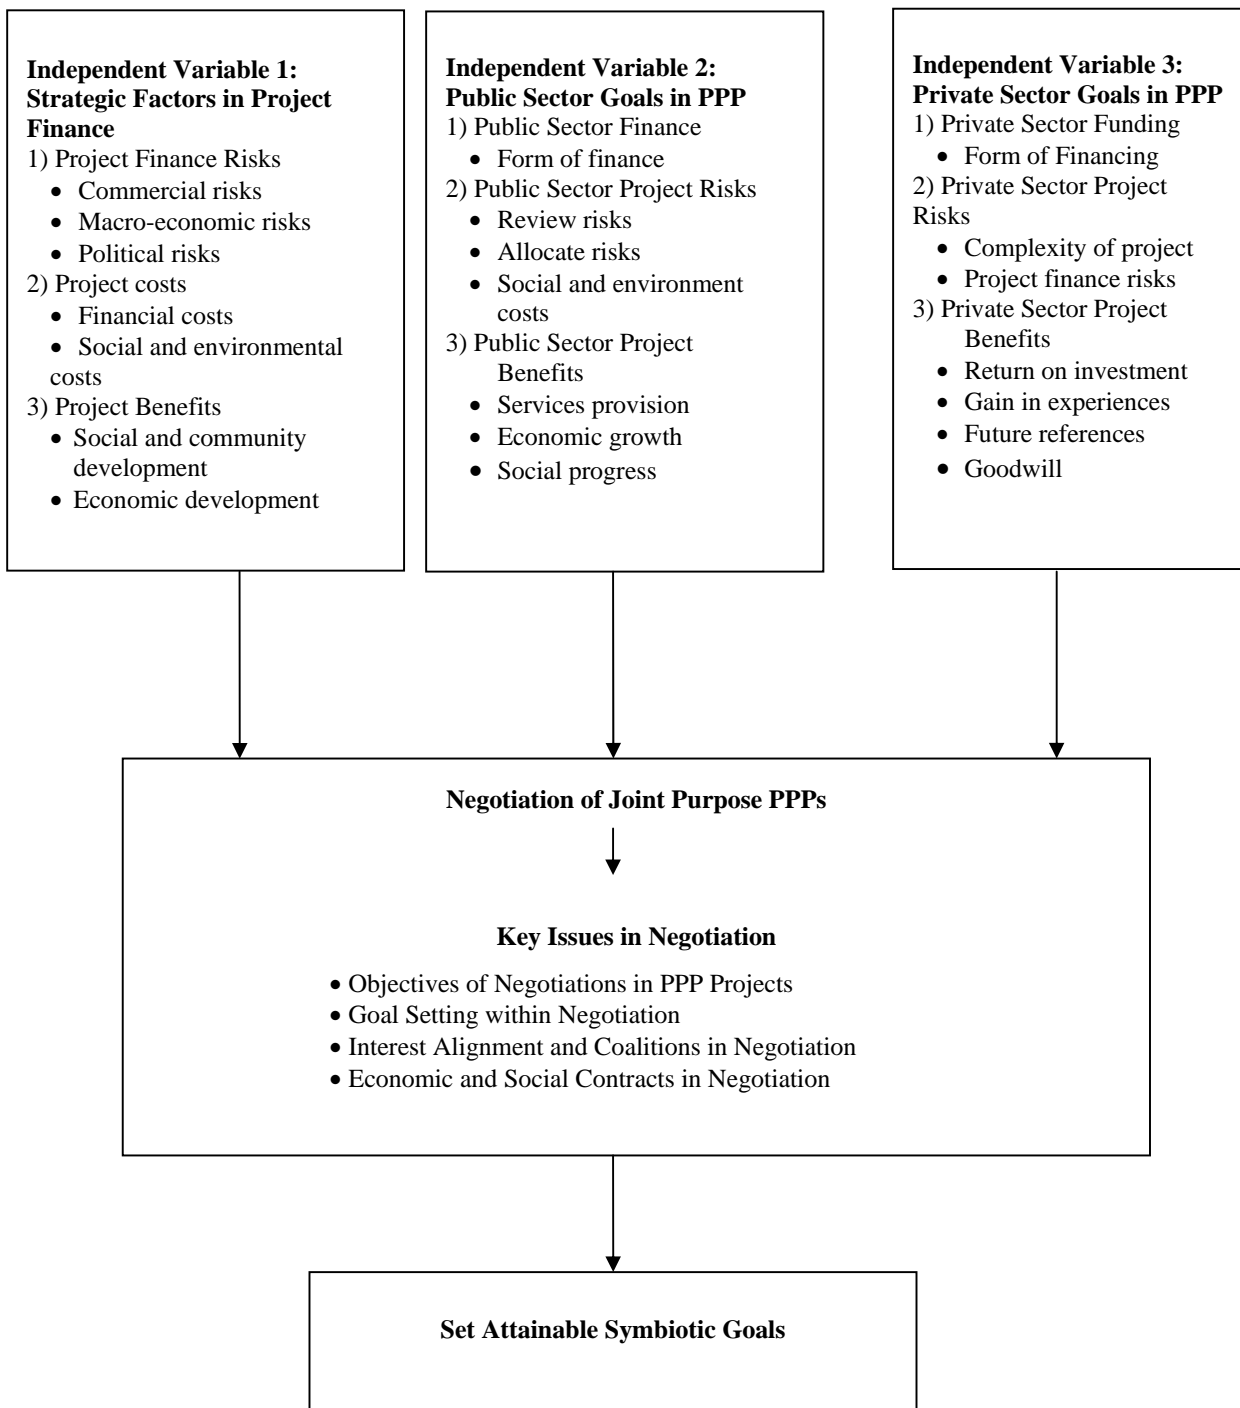 Independent Variable 1:
Strategic Factors in Project
Finance
1) Project Finance Risks
• Commercial risks
• Macro-economic risks
• Political risks
2) Project costs
• Financial costs
• Social and environmental
costs
3) Project Benefits
• Social and community
development
• Economic development
Independent Variable 2:
Public Sector Goals in PPP
1) Public Sector Finance
• Form of finance
2) Public Sector Project Risks
• Review risks
• Allocate risks
• Social and environment
costs
3) Public Sector Project
Benefits
• Services provision
• Economic growth
• Social progress
Independent Variable 3:
Private Sector Goals in PPP
1) Private Sector Funding
• Form of Financing
2) Private Sector Project
Risks
• Complexity of project
• Project finance risks
3) Private Sector Project
Benefits
• Return on investment
• Gain in experiences
• Future references
• Goodwill
Negotiation of Joint Purpose PPPs
Key Issues in Negotiation
• Objectives of Negotiations in PPP Projects
• Goal Setting within Negotiation
• Interest Alignment and Coalitions in Negotiation
• Economic and Social Contracts in Negotiation
Set Attainable Symbiotic Goals